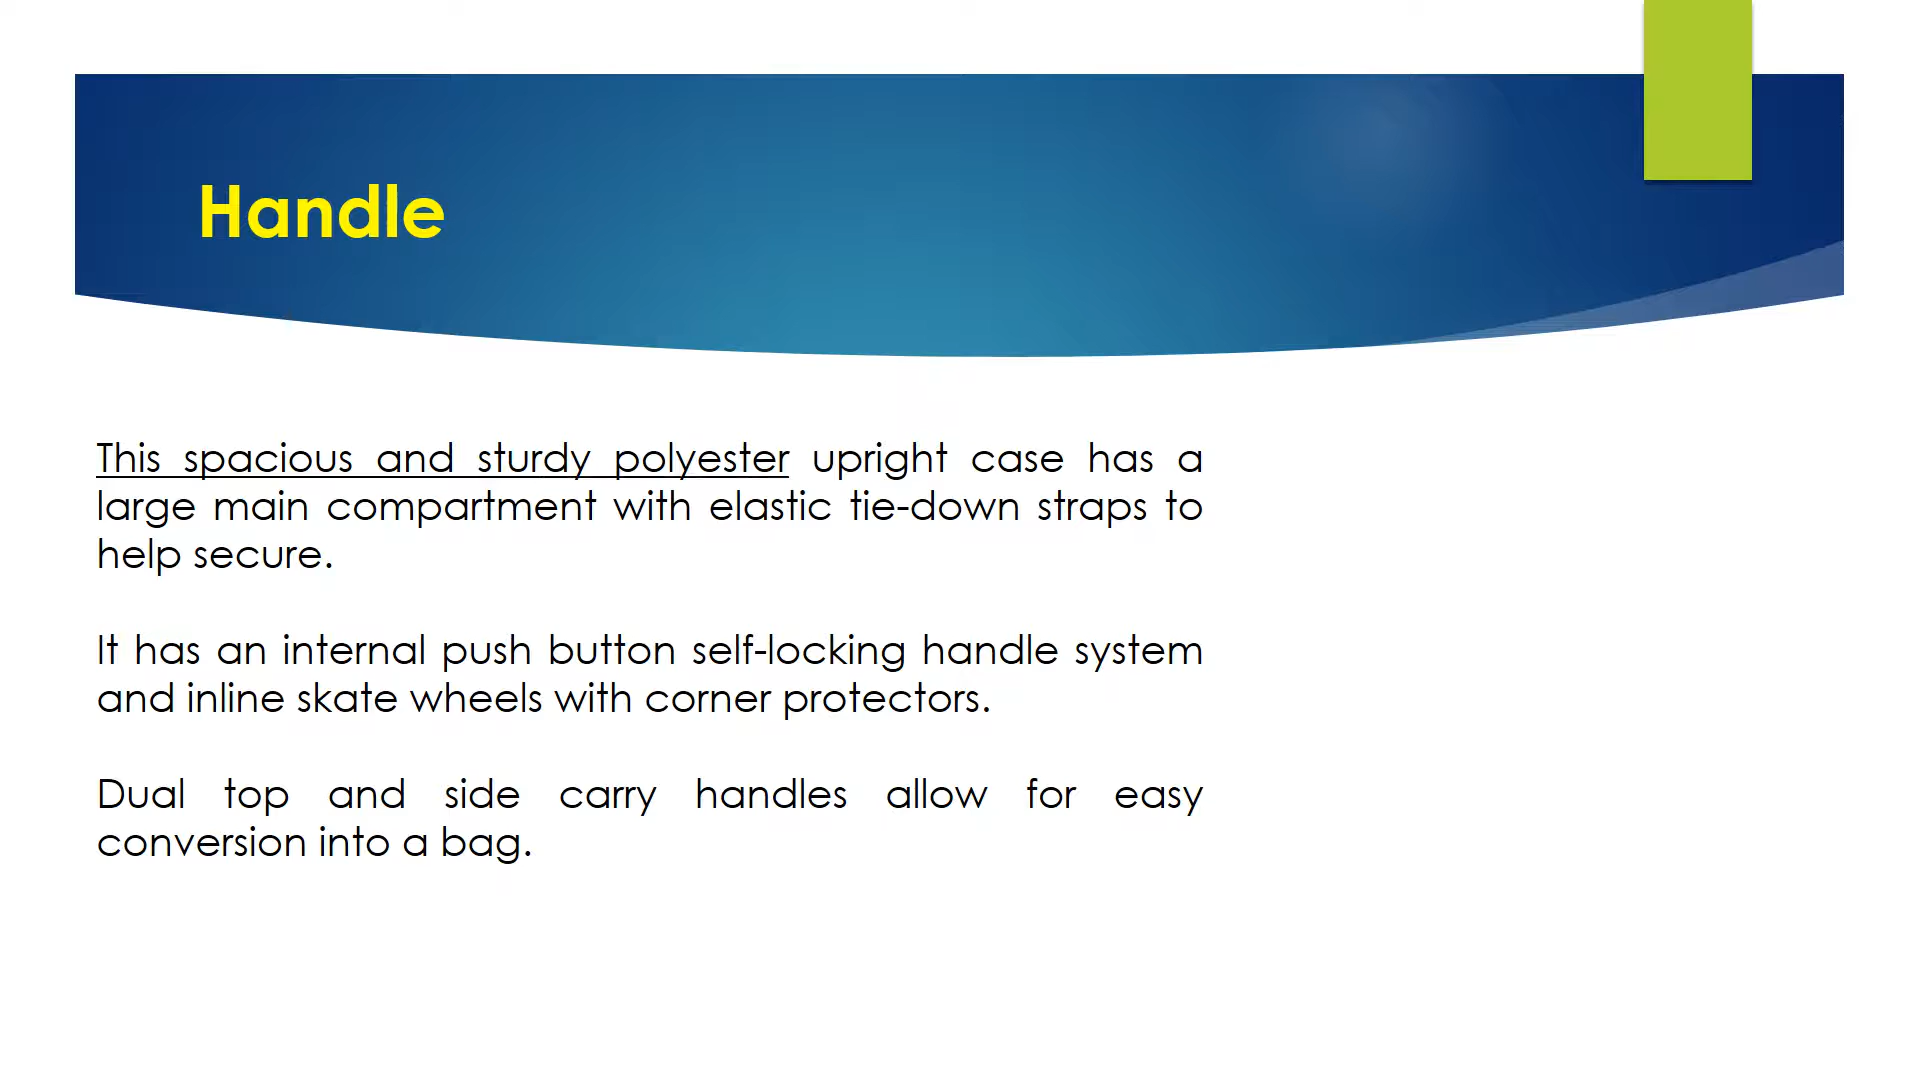 Handle
This spacious and sturdy polyester upright case has a
large main compartment with elastic tie-down straps to
help secure.
It has an internal push button self-locking handle system
and inline skate wheels with corner protectors.
Dual top and side carry handles allow for easy
conversion into a bag.